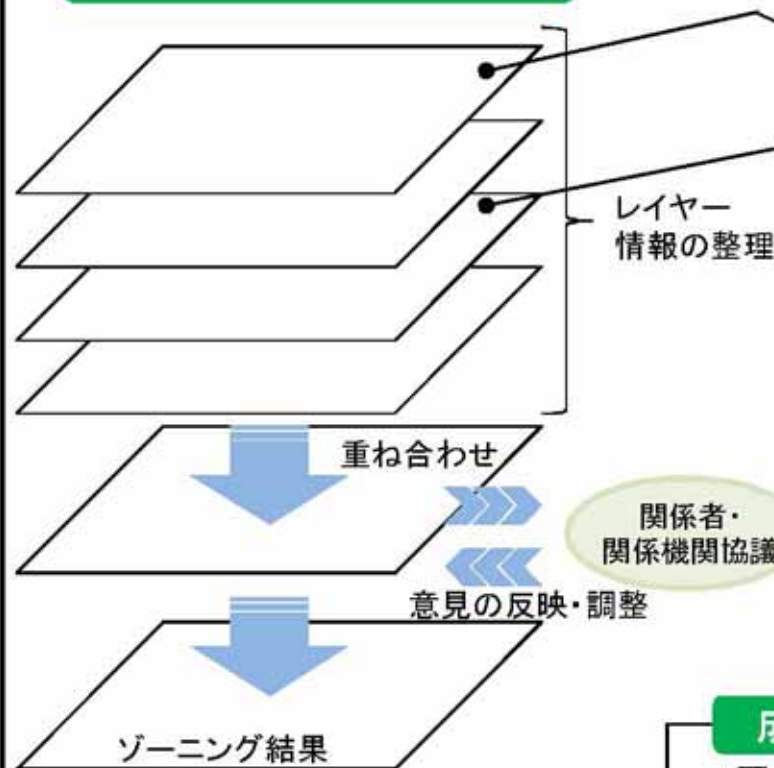 レイヤー
情報の整理
重ね合わせ
関係者・
関係機関協議
意見の反映・調整
ゾーニング結果